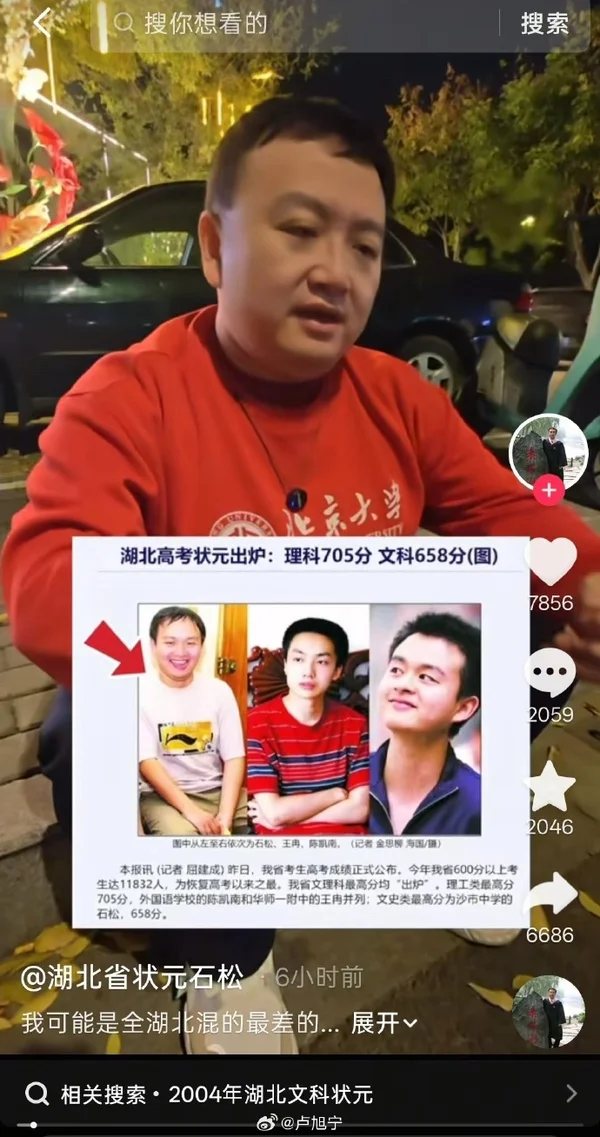 搜你想看的
搜索
北京大学
湖北高考状元出炉：理科705分 文科658分(图)
图中从左至右依次为石松、王冉、陈凯南。（记者 金思柳 海国/摄）
本报讯 (记者 屈建成) 昨日，我省考生高考成绩正式公布。今年我省600分以上考
生达11832人，为恢复高考以来之最。我省文理科最高分均“出炉”。理工类最高分
705分，外国语学校的陈凯南和华师一附中的王冉并列；文史类最高分为沙市中学的
石松，658分。
7856
2059
2046
6686
@湖北省状元石松 · 6小时前
我可能是全湖北混的最差的... 展开
相关搜索 · 2004年湖北文科状元
@卢旭宁